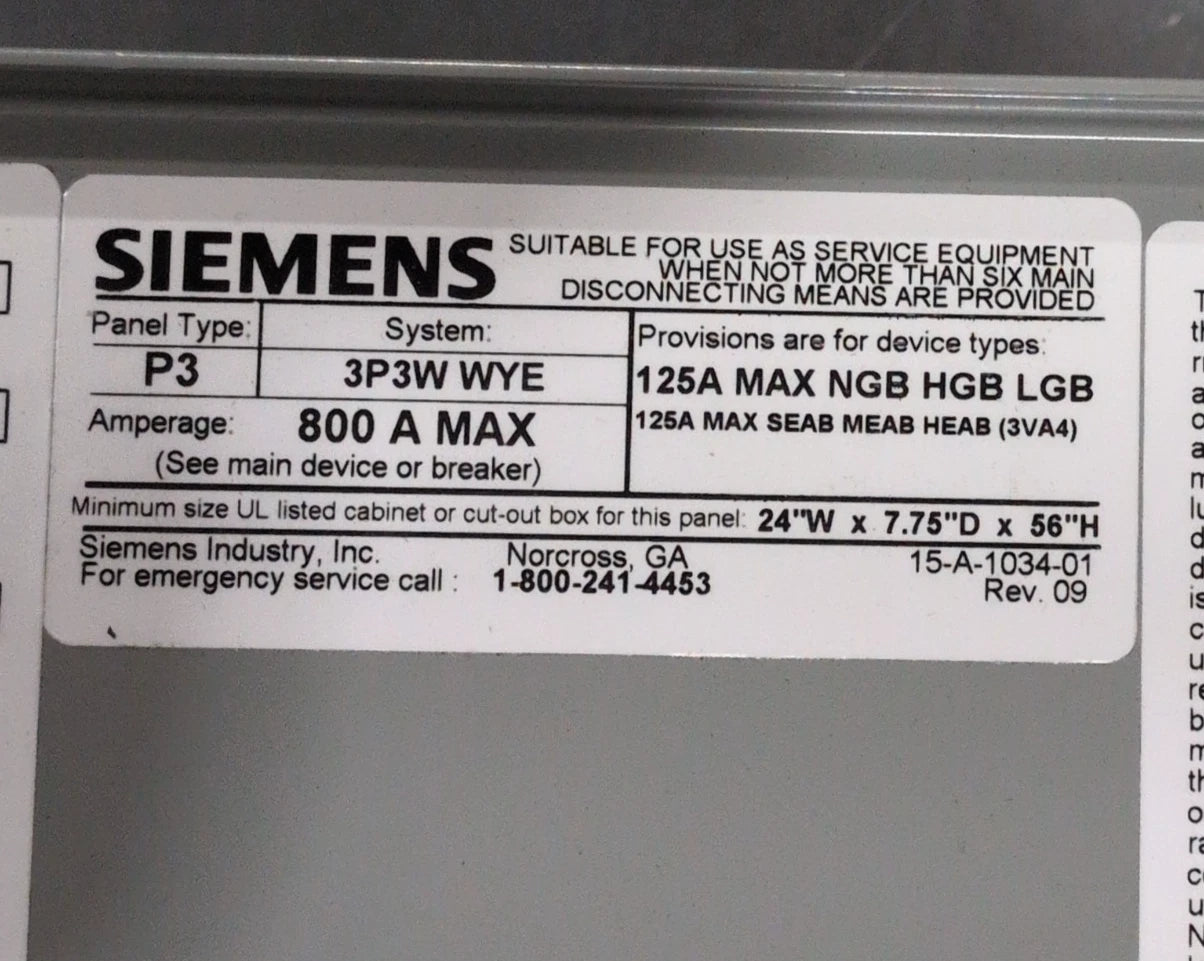 SIEMENS
SUITABLE FOR USE AS SERVICE EQUIPMENT
WHEN NOT MORE THAN SIX MAIN
DISCONNECTING MEANS ARE PROVIDED
Panel Type:
P3
System:
3P3W WYE
Amperage: 800 A MAX
(See main device or breaker)
Provisions are for device types:
125A MAX NGB HGB LGB
125A MAX SEAB MEAB HEAB (3VA4)
Minimum size UL listed cabinet or cut-out box for this panel: 24"W x 7.75"D x 56"H
Siemens Industry, Inc. Norcross, GA 15-A-1034-01
For emergency service call : 1-800-241-4453 Rev. 09